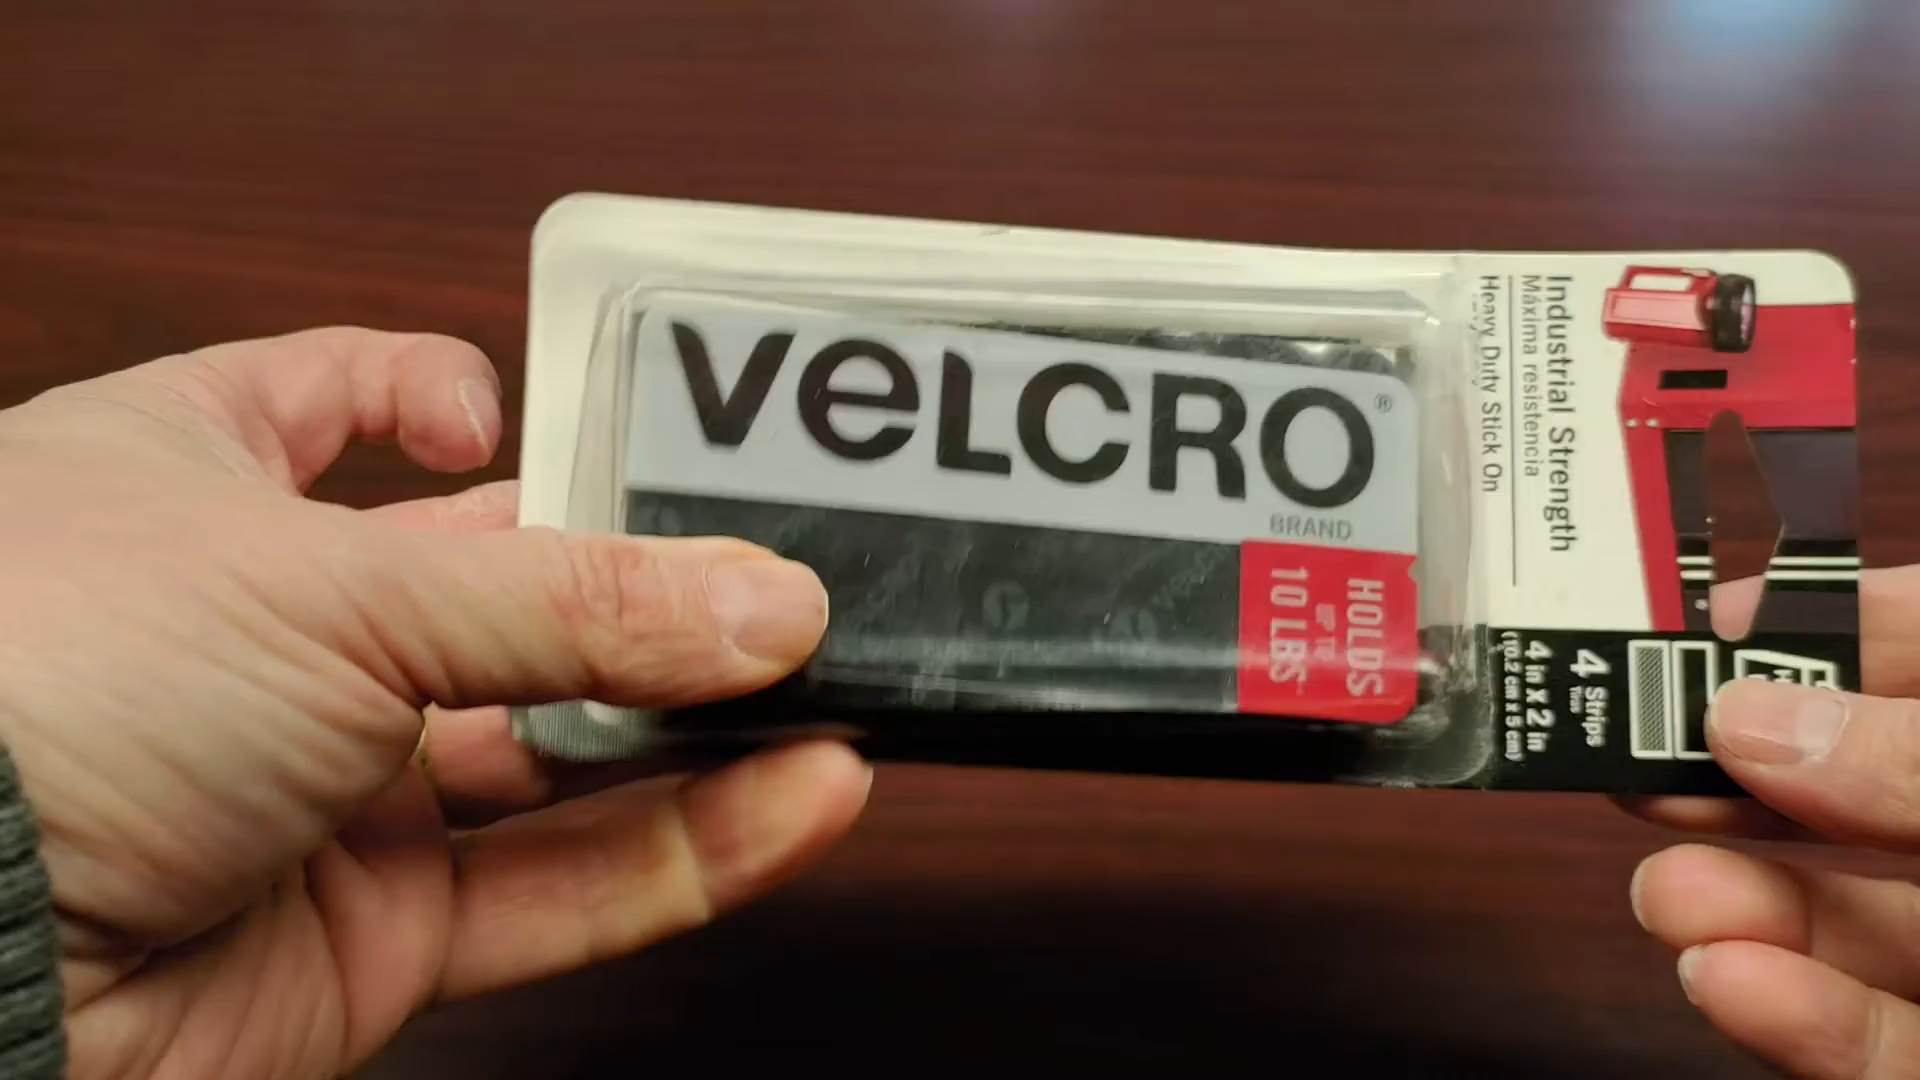 VELCRO®
BRAND
HOLDS
UP TO
10 LBS
Industrial Strength
Máxima resistencia
Heavy Duty Stick On
4 Strips
Tiras
4 in X 2 in
(10.2 cm x 5 cm)